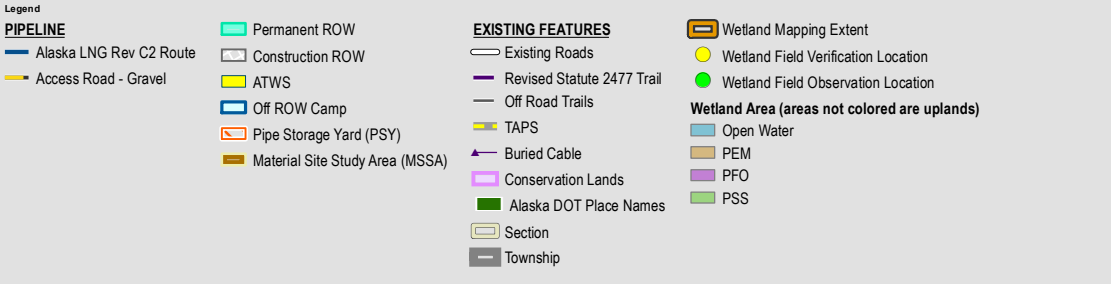 Legend
PIPELINE
Alaska LNG Rev C2 Route
Access Road - Gravel
Permanent ROW
Construction ROW
ATWS
Off ROW Camp
Pipe Storage Yard (PSY)
Material Site Study Area (MSSA)
EXISTING FEATURES
Existing Roads
Revised Statute 2477 Trail
Off Road Trails
TAPS
Buried Cable
Conservation Lands
Alaska DOT Place Names
Section
Township
Wetland Mapping Extent
Wetland Field Verification Location
Wetland Field Observation Location
Wetland Area (areas not colored are uplands)
Open Water
PEM
PFO
PSS